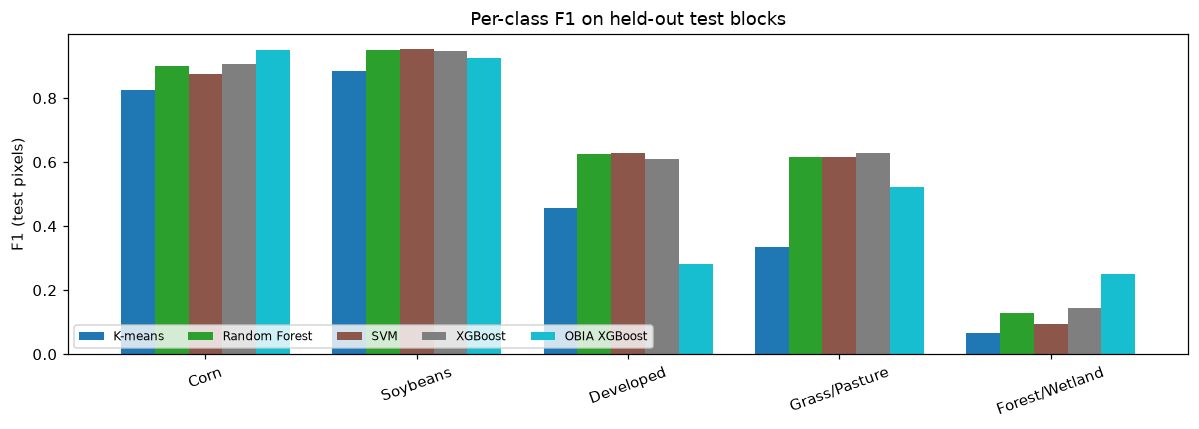 Per-class F1 on held-out test blocks
F1 (test pixels)
0.8
0.6
0.4
0.2
0.0
K-means Random Forest SVM XGBoost OBIA XGBoost
Corn Soybeans Developed Grass/Pasture Forest/Wetland